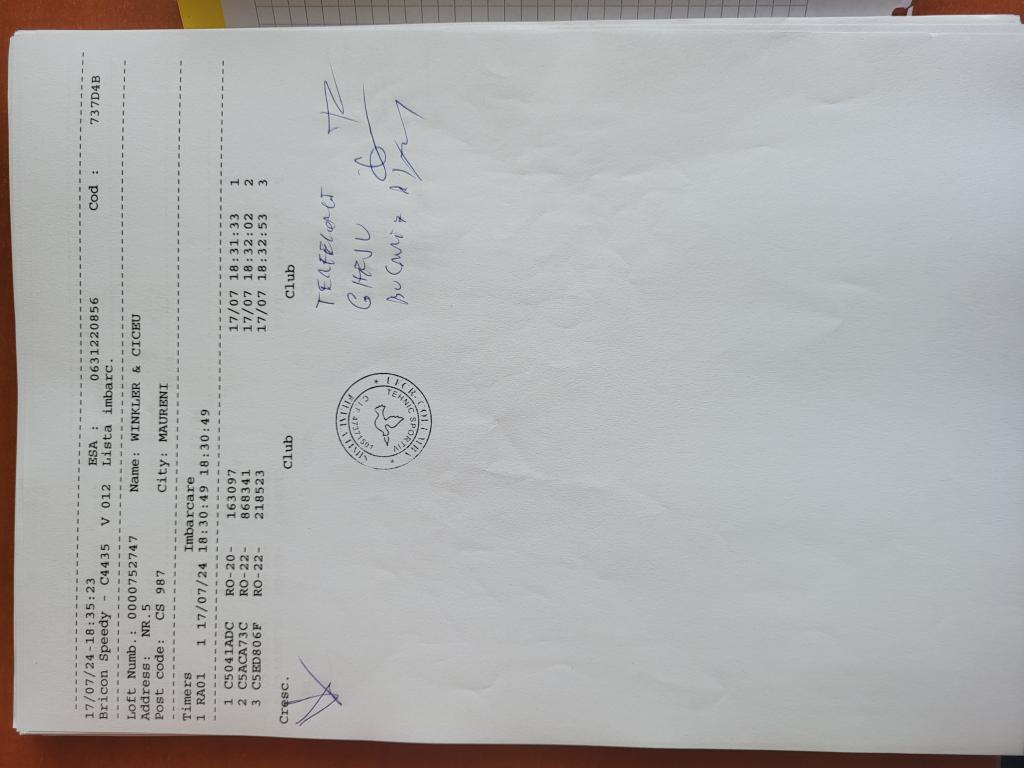 17/07/24-18:35:23 ESA : 0631220856 Cod : 737D4B
Bricon Speedy - C4435 V 012 Lista imbarc.
Loft Numb.: 0000752747 Name: WINKLER & CICEU
Address: NR.5
Post code: CS 987 City: MAURENI
Timers Imbarcare
1 RA01 1 17/07/24 18:30:49 18:30:49
1 C5041ADC RO-20- 163097 17/07 18:31:33 1
2 C5ACA73C RO-22- 868341 17/07 18:32:02 2
3 C5ED806F RO-22- 218523 17/07 18:32:53 3
Cresc. Club Club
TEHNIC SPORTIV